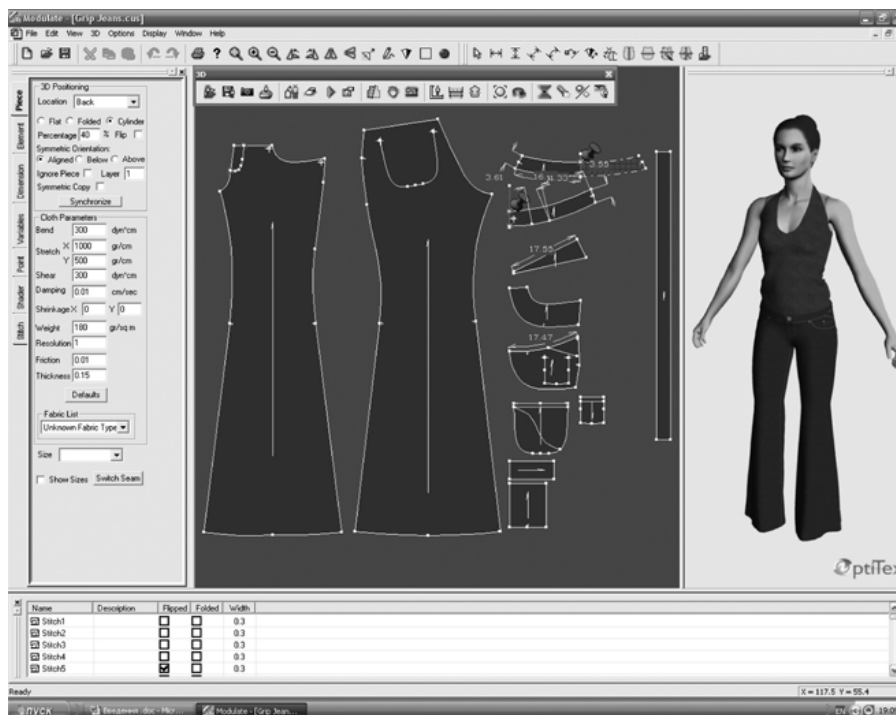 Modulate - [Grip Jeans.cus]
File Edit View 3D Options Display Window Help
3D
Piece
Element
Dimension
Variables
Point
Shader
Stitch
3D Positioning
Location Back
Flat Folded Cylinder
Percentage 40 % Flip
Symmetric Orientation:
Aligned Below Above
Ignore Piece Layer 1
Symmetric Copy
Synchronize
Cloth Parameters
Bend 300 dyn*cm
Stretch X 1000 gr/cm
Y 500 gr/cm
Shear 300 dyn*cm
Damping 0.01 cm/sec
Shrinkage X 0 Y 0
Weight 180 gr/sq m
Resolution 1
Friction 0.01
Thickness 0.15
Defaults
Fabric List
Unknown Fabric Type
Size
Show Sizes Switch Seam
3.55
3.61
17.55
17.47
OptiTex
Name Description Flipped Folded Width
Stitch1 0.3
Stitch2 0.3
Stitch3 0.3
Stitch4 0.3
Stitch5 0.3
Ready X = 117.5 Y = 55.4
пуск Введения .doc - Micr... Modulate - [Grip Jeans... EN 19:05